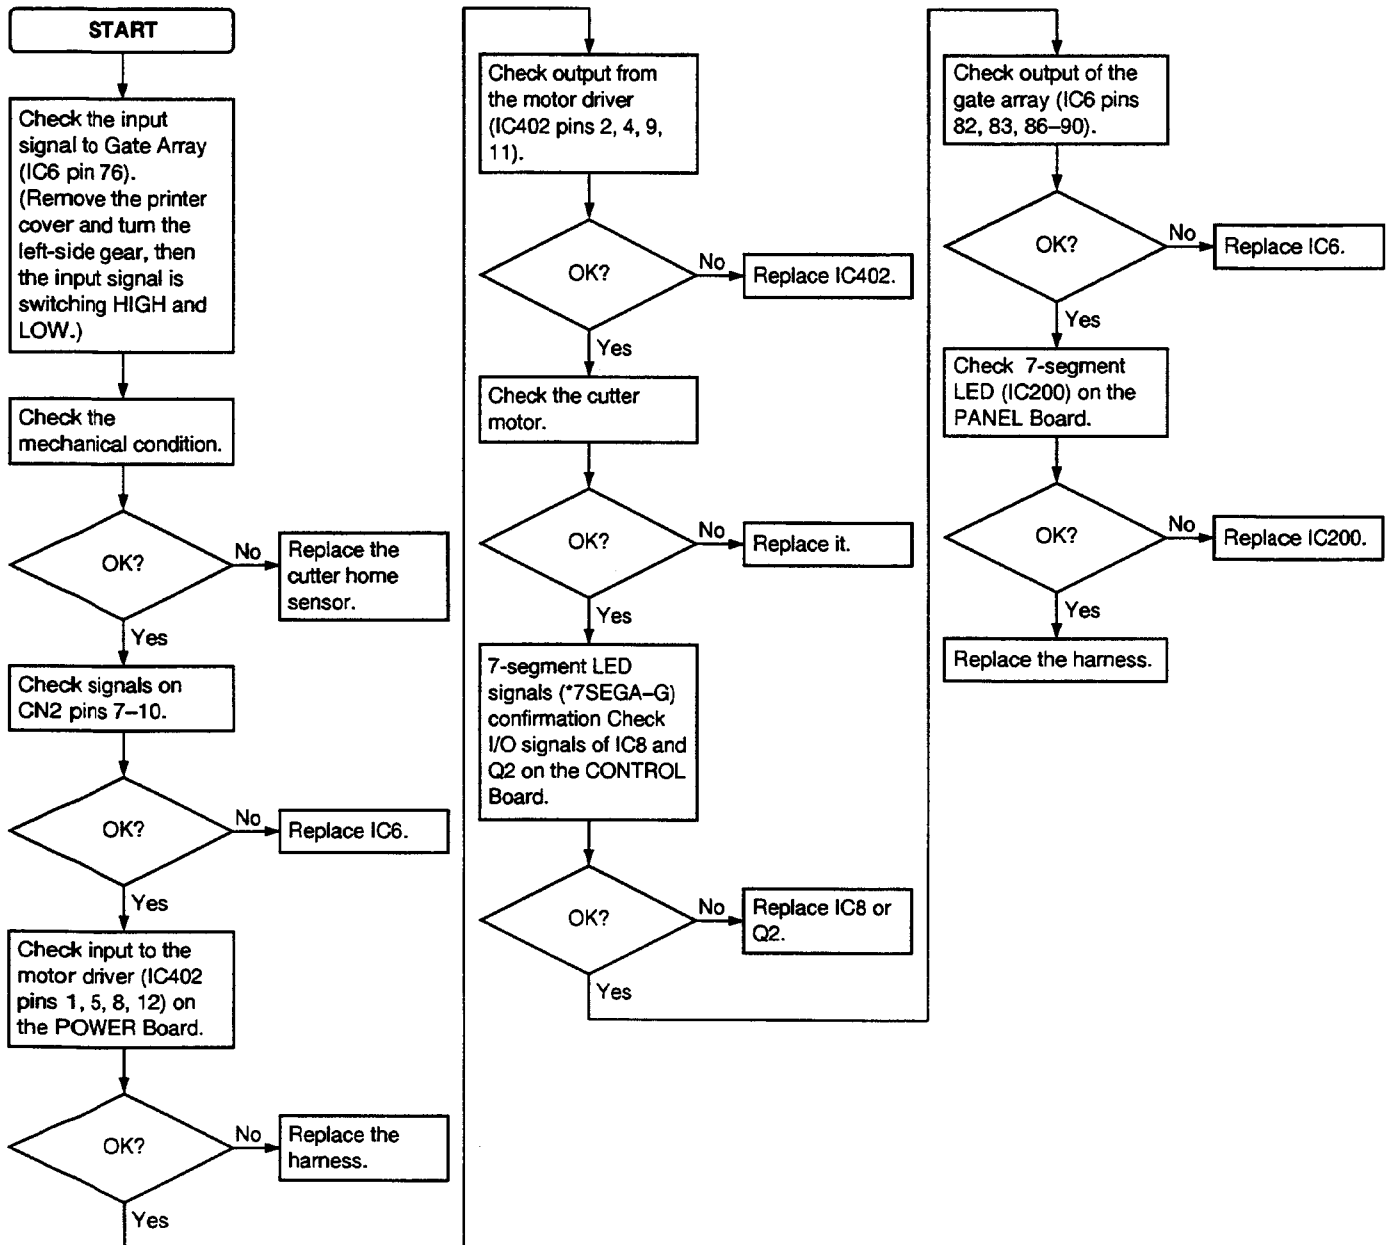 START
Check the input
signal to Gate Array
(IC6 pin 76).
(Remove the printer
cover and turn the
left-side gear, then
the input signal is
switching HIGH and
LOW.)
Check the
mechanical condition.
OK?
No
Replace the
cutter home
sensor.
Yes
Check signals on
CN2 pins 7–10.
OK?
No
Replace IC6.
Yes
Check input to the
motor driver (IC402
pins 1, 5, 8, 12) on
the POWER Board.
OK?
No
Replace the
harness.
Yes
Check output from
the motor driver
(IC402 pins 2, 4, 9,
11).
OK?
No
Replace IC402.
Yes
Check the cutter
motor.
OK?
No
Replace it.
Yes
7-segment LED
signals (*7SEGA–G)
confirmation Check
I/O signals of IC8 and
Q2 on the CONTROL
Board.
OK?
No
Replace IC8 or
Q2.
Yes
Check output of the
gate array (IC6 pins
82, 83, 86–90).
OK?
No
Replace IC6.
Yes
Check 7-segment
LED (IC200) on the
PANEL Board.
OK?
No
Replace IC200.
Yes
Replace the harness.